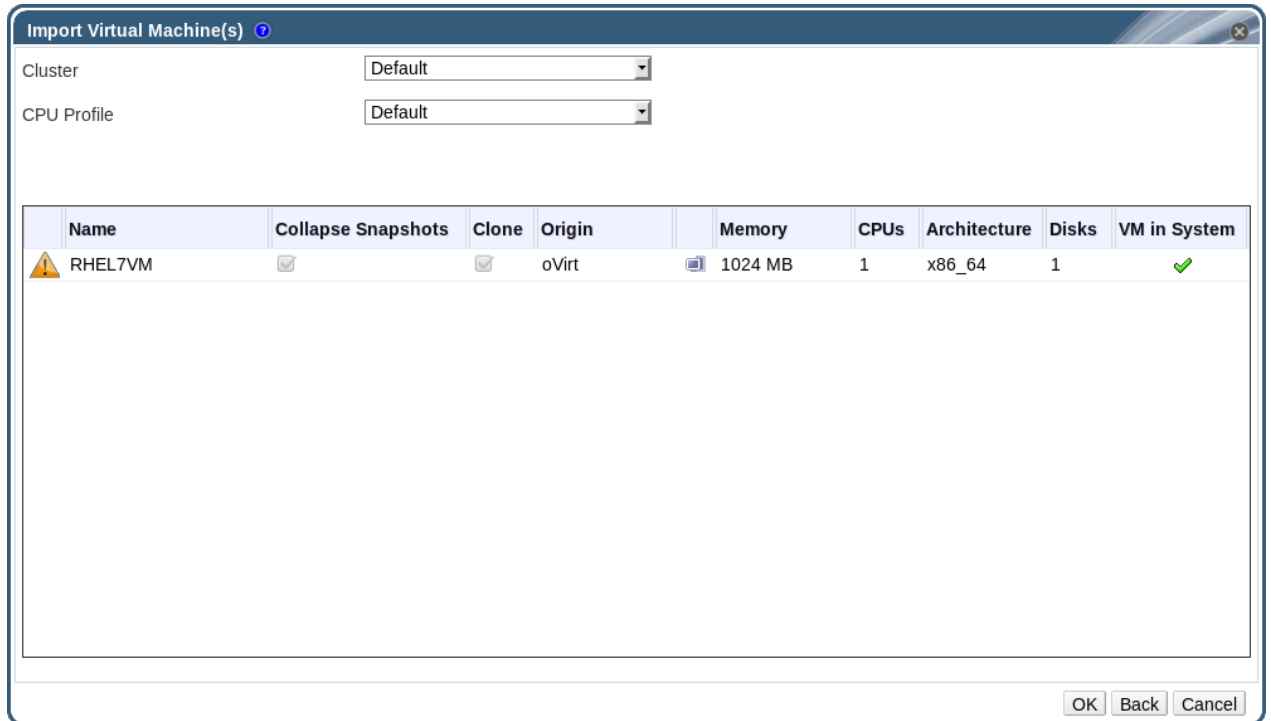 Import Virtual Machine(s) ?
Cluster Default
CPU Profile Default
Name Collapse Snapshots Clone Origin Memory CPUs Architecture Disks VM in System
RHEL7VM oVirt 1024 MB 1 x86_64 1
OK Back Cancel